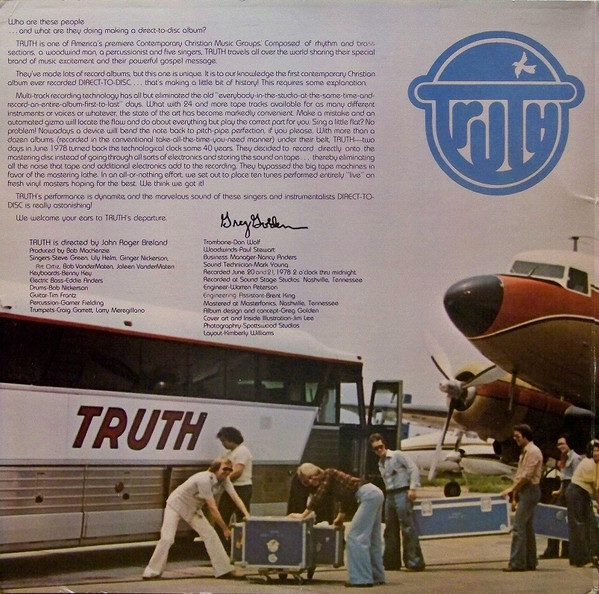 Who are these people
. . . and what are they doing making a direct-to-disc album?
TRUTH is one of America's premiere Contemporary Christian Music Groups. Composed of rhythm and brass
sections, a woodwind man, a percussionist and five singers, TRUTH travels all over the world sharing their special
brand of music excitement and their powerful gospel message.
They've made lots of record albums, but this one is unique. It is to our knowledge the first contemporary Christian
album ever recorded DIRECT-TO-DISC . . . that's making a little bit of history! This requires some explanation.
Multi-track recording technology has all but eliminated the old "everybody-in-the-studio-at-the-same-time-and-
record-an-entire-album-first-to-last" days. What with 24 and more tape tracks available for as many different
instruments or voices or whatever, the state of the art has become markedly convenient. Make a mistake and an
automated gizmo will locate the flaw and do about everything but play the correct part for you. Sing a little flat? No
problem! Nowadays a device will bend the note back to pitch-pipe perfection, if you please. With more than a
dozen albums (recorded in the conventional take-all-the-time-you-need manner) under their belt, TRUTH—two
days in June 1978 turned back the technological clock some 40 years. They decided to record directly onto the
mastering disc instead of going through all sorts of electronics and storing the sound on tape . . . thereby eliminating
all the noise that tape and additional electronics add to the recording. They bypassed the big tape machines in
favor of the mastering lathe. In an all-or-nothing effort, we set out to place ten tunes performed entirely "live" on
fresh vinyl masters hoping for the best. We think we got it!
TRUTH's performance is dynamite, and the marvelous sound of these singers and instrumentalists DIRECT-TO-
DISC is really astonishing!
We welcome your ears to TRUTH's departure.
Greg Golden
TRUTH is directed by John Roger Breland
Produced by Bob MacKenzie
Singers-Steve Green, Lily Helm, Ginger Nickerson,
Art Ortiz, Bob VanderMaten, Joleen VanderMaten
Keyboards-Benny Key
Electric Bass-Eddie Anders
Drums-Bob Nickerson
Guitar-Tim Frantz
Percussion-Garner Fielding
Trumpets-Craig Garrett, Larry Meregillano
Trombone-Dan Wolf
Woodwinds-Paul Stewart
Business Manager-Nancy Anders
Sound Technician-Mark Young
Recorded June 20 and 21, 1978 2 o'clock thru midnight.
Recorded at Sound Stage Studios, Nashville, Tennessee
Engineer-Warren Peterson
Engineering Assistant-Brent King
Mastered at Masterfonics, Nashville, Tennessee
Album design and concept-Greg Golden
Cover art and Inside Illustration-Jim Lee
Photography-Spottswood Studios
Layout-Kimberly Williams
TRUTH
TRUTH